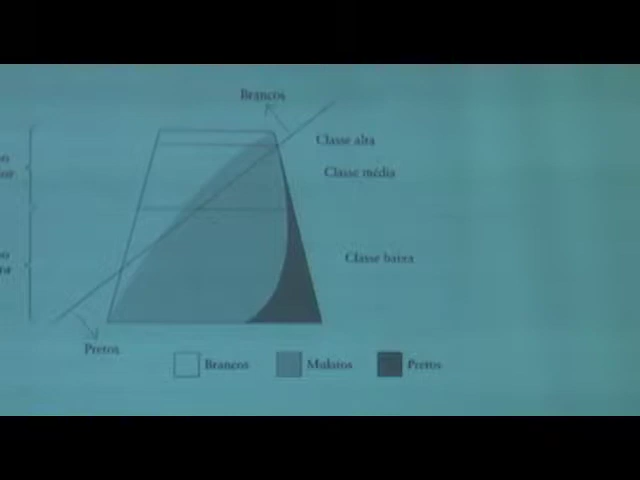 Brancos
Classe alta
Classe média
Classe baixa
Pretos
Brancos
Mulatos
Pretos